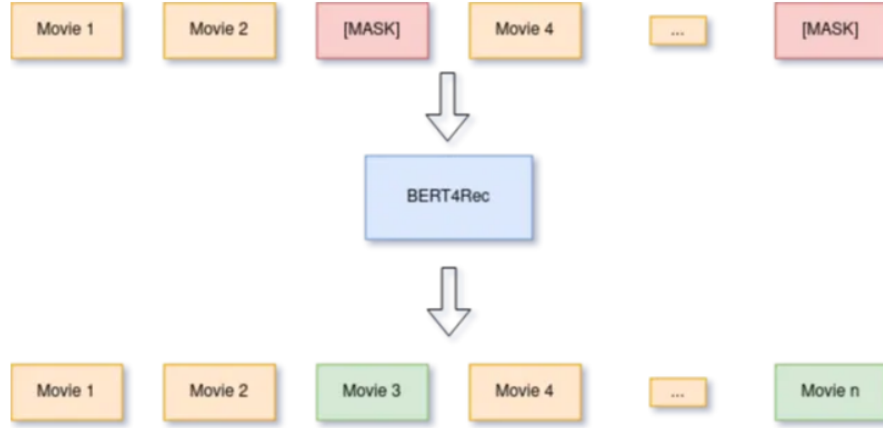 Movie 1
Movie 2
[MASK]
Movie 4
...
[MASK]
BERT4Rec
Movie 1
Movie 2
Movie 3
Movie 4
...
Movie n